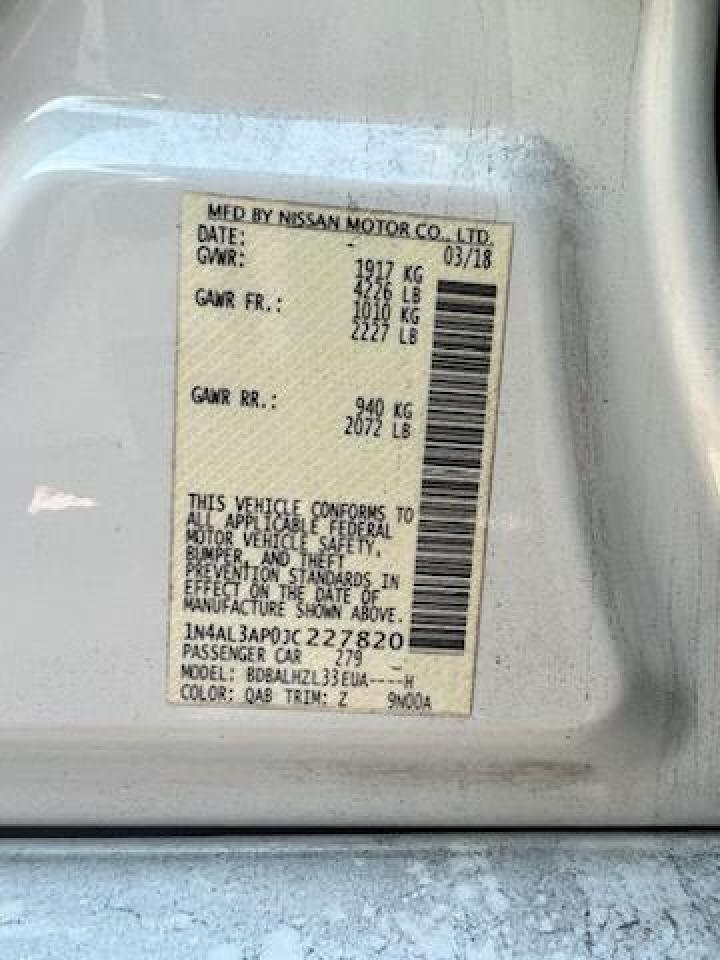 MFD BY NISSAN MOTOR CO., LTD.
DATE: - 03/18
GVWR: 1917 KG
4226 LB
GAWR FR.: 1010 KG
2227 LB
GAWR RR.: 940 KG
2072 LB
THIS VEHICLE CONFORMS TO
ALL APPLICABLE FEDERAL
MOTOR VEHICLE SAFETY,
BUMPER, AND THEFT
PREVENTION STANDARDS IN
EFFECT ON THE DATE OF
MANUFACTURE SHOWN ABOVE.
1N4AL3AP0JC227820
PASSENGER CAR 279 -
MODEL: BDBALHZL33EUA----H
COLOR: QAB TRIM: Z 9N00A